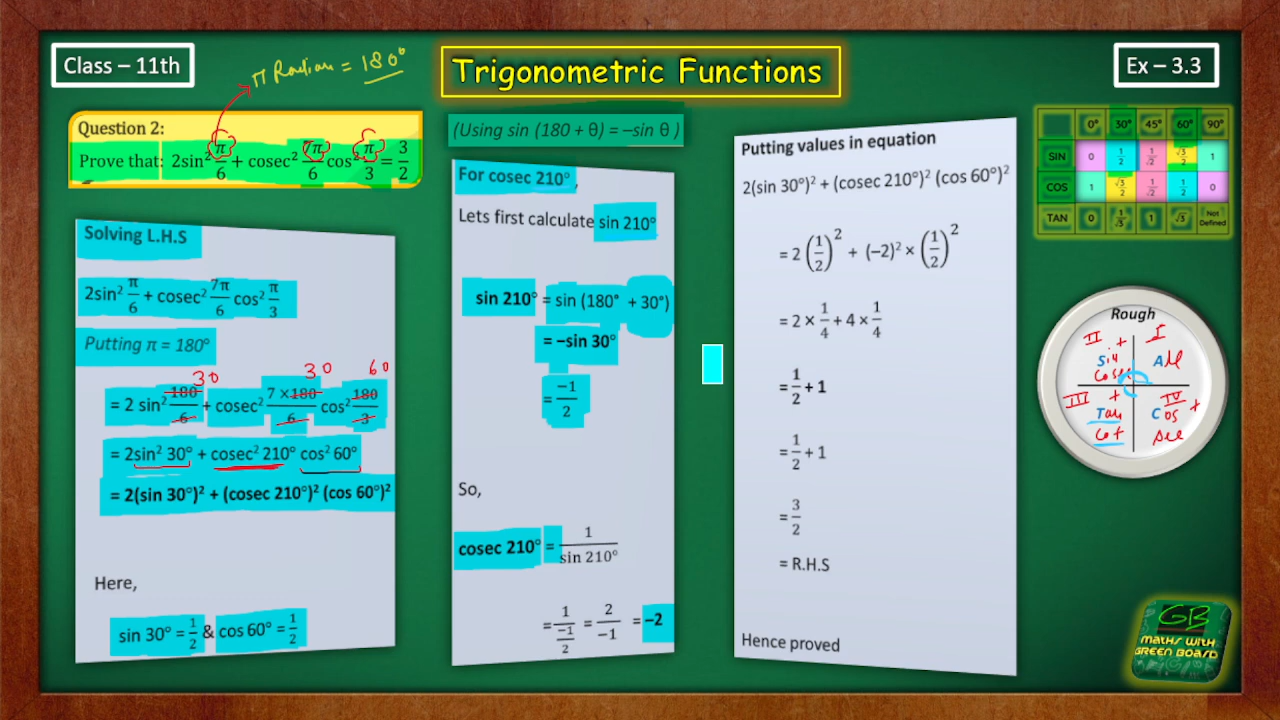 Class – 11th
π Radian = 180°
Trigonometric Functions
Ex – 3.3
Question 2:
Prove that: 2sin² π/6 + cosec² 7π/6 cos² π/3 = 3/2
Solving L.H.S
2sin² π/6 + cosec² 7π/6 cos² π/3
Putting π = 180°
30 30 60
= 2 sin² 180/6 + cosec² 7 ×180/6 cos² 180/3
= 2sin² 30° + cosec² 210° cos² 60°
= 2(sin 30°)² + (cosec 210°)² (cos 60°)²
Here,
sin 30° = 1/2 & cos 60° = 1/2
(Using sin (180 + θ) = –sin θ )
For cosec 210°,
Lets first calculate sin 210°
sin 210° = sin (180° + 30°)
= –sin 30°
= −1/2
So,
cosec 210° = 1/sin 210°
= 1/(−1/2) = 2/−1 = –2
Putting values in equation
2(sin 30°)² + (cosec 210°)² (cos 60°)²
= 2 (1/2)² + (–2)² × (1/2)²
= 2 × 1/4 + 4 × 1/4
= 1/2 + 1
= 1/2 + 1
= 3/2
= R.H.S
Hence proved
0° 30° 45° 60° 90°
SIN 0 1/2 1/√2 √3/2 1
COS 1 √3/2 1/√2 1/2 0
TAN 0 1/√3 1 √3 Not Defined
Rough
II + I
Sin All
Cosec
III + IV
Tan Cos +
Cot Sec
GB
MATHS WITH
GREEN BOARD